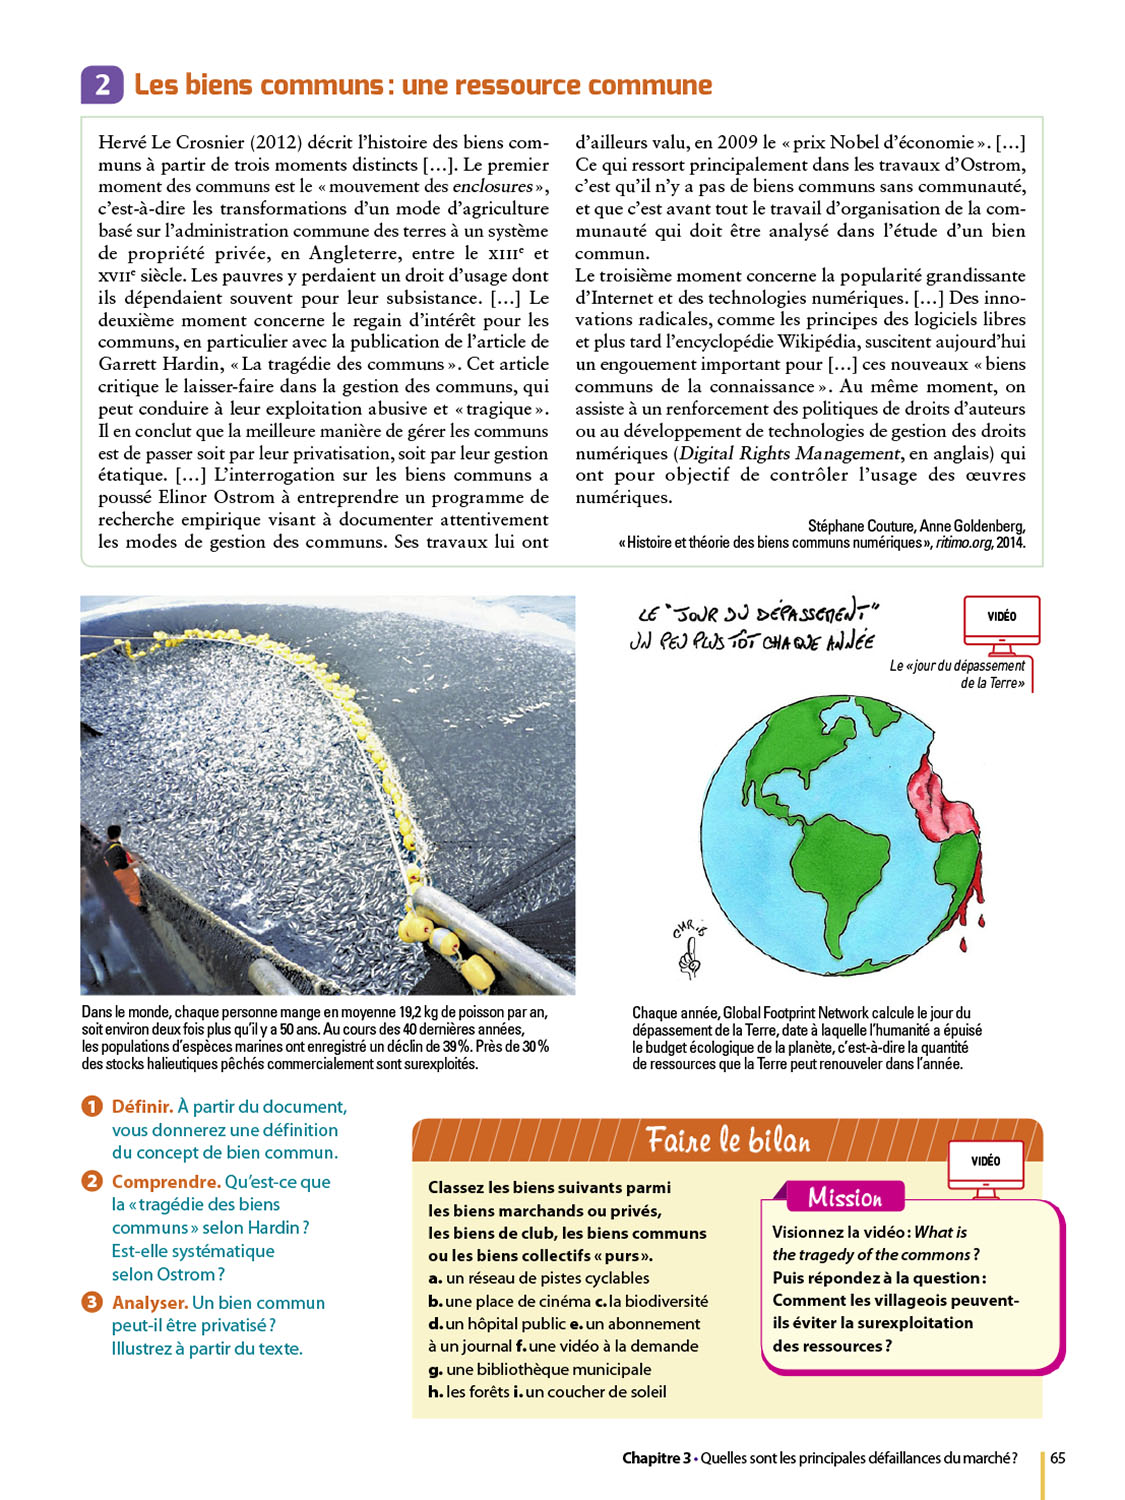 2 Les biens communs : une ressource commune
Hervé Le Crosnier (2012) décrit l'histoire des biens com-
muns à partir de trois moments distincts […]. Le premier
moment des communs est le « mouvement des enclosures »,
c'est-à-dire les transformations d'un mode d'agriculture
basé sur l'administration commune des terres à un système
de propriété privée, en Angleterre, entre le XIIIe et
XVIIe siècle. Les pauvres y perdaient un droit d'usage dont
ils dépendaient souvent pour leur subsistance. […] Le
deuxième moment concerne le regain d'intérêt pour les
communs, en particulier avec la publication de l'article de
Garrett Hardin, « La tragédie des communs ». Cet article
critique le laisser-faire dans la gestion des communs, qui
peut conduire à leur exploitation abusive et « tragique ».
Il en conclut que la meilleure manière de gérer les communs
est de passer soit par leur privatisation, soit par leur gestion
étatique. […] L'interrogation sur les biens communs a
poussé Elinor Ostrom à entreprendre un programme de
recherche empirique visant à documenter attentivement
les modes de gestion des communs. Ses travaux lui ont
d'ailleurs valu, en 2009 le « prix Nobel d'économie ». […]
Ce qui ressort principalement dans les travaux d'Ostrom,
c'est qu'il n'y a pas de biens communs sans communauté,
et que c'est avant tout le travail d'organisation de la com-
munauté qui doit être analysé dans l'étude d'un bien
commun.
Le troisième moment concerne la popularité grandissante
d'Internet et des technologies numériques. […] Des inno-
vations radicales, comme les principes des logiciels libres
et plus tard l'encyclopédie Wikipédia, suscitent aujourd'hui
un engouement important pour […] ces nouveaux « biens
communs de la connaissance ». Au même moment, on
assiste à un renforcement des politiques de droits d'auteurs
ou au développement de technologies de gestion des droits
numériques (Digital Rights Management, en anglais) qui
ont pour objectif de contrôler l'usage des œuvres
numériques.
Stéphane Couture, Anne Goldenberg,
« Histoire et théorie des biens communs numériques », ritimo.org, 2014.
LE "JOUR DU DÉPASSEMENT"
UN PEU PLUS TÔT CHAQUE ANNÉE
VIDÉO
Le « jour du dépassement
de la Terre »
CHRIB
Dans le monde, chaque personne mange en moyenne 19,2 kg de poisson par an,
soit environ deux fois plus qu'il y a 50 ans. Au cours des 40 dernières années,
les populations d'espèces marines ont enregistré un déclin de 39 %. Près de 30 %
des stocks halieutiques pêchés commercialement sont surexploités.
Chaque année, Global Footprint Network calcule le jour du
dépassement de la Terre, date à laquelle l'humanité a épuisé
le budget écologique de la planète, c'est-à-dire la quantité
de ressources que la Terre peut renouveler dans l'année.
1 Définir. À partir du document,
vous donnerez une définition
du concept de bien commun.
2 Comprendre. Qu'est-ce que
la « tragédie des biens
communs » selon Hardin ?
Est-elle systématique
selon Ostrom ?
3 Analyser. Un bien commun
peut-il être privatisé ?
Illustrez à partir du texte.
Faire le bilan
Classez les biens suivants parmi
les biens marchands ou privés,
les biens de club, les biens communs
ou les biens collectifs « purs ».
a. un réseau de pistes cyclables
b. une place de cinéma c. la biodiversité
d. un hôpital public e. un abonnement
à un journal f. une vidéo à la demande
g. une bibliothèque municipale
h. les forêts i. un coucher de soleil
VIDÉO
Mission
Visionnez la vidéo : What is
the tragedy of the commons ?
Puis répondez à la question :
Comment les villageois peuvent-
ils éviter la surexploitation
des ressources ?
Chapitre 3 • Quelles sont les principales défaillances du marché ? 65